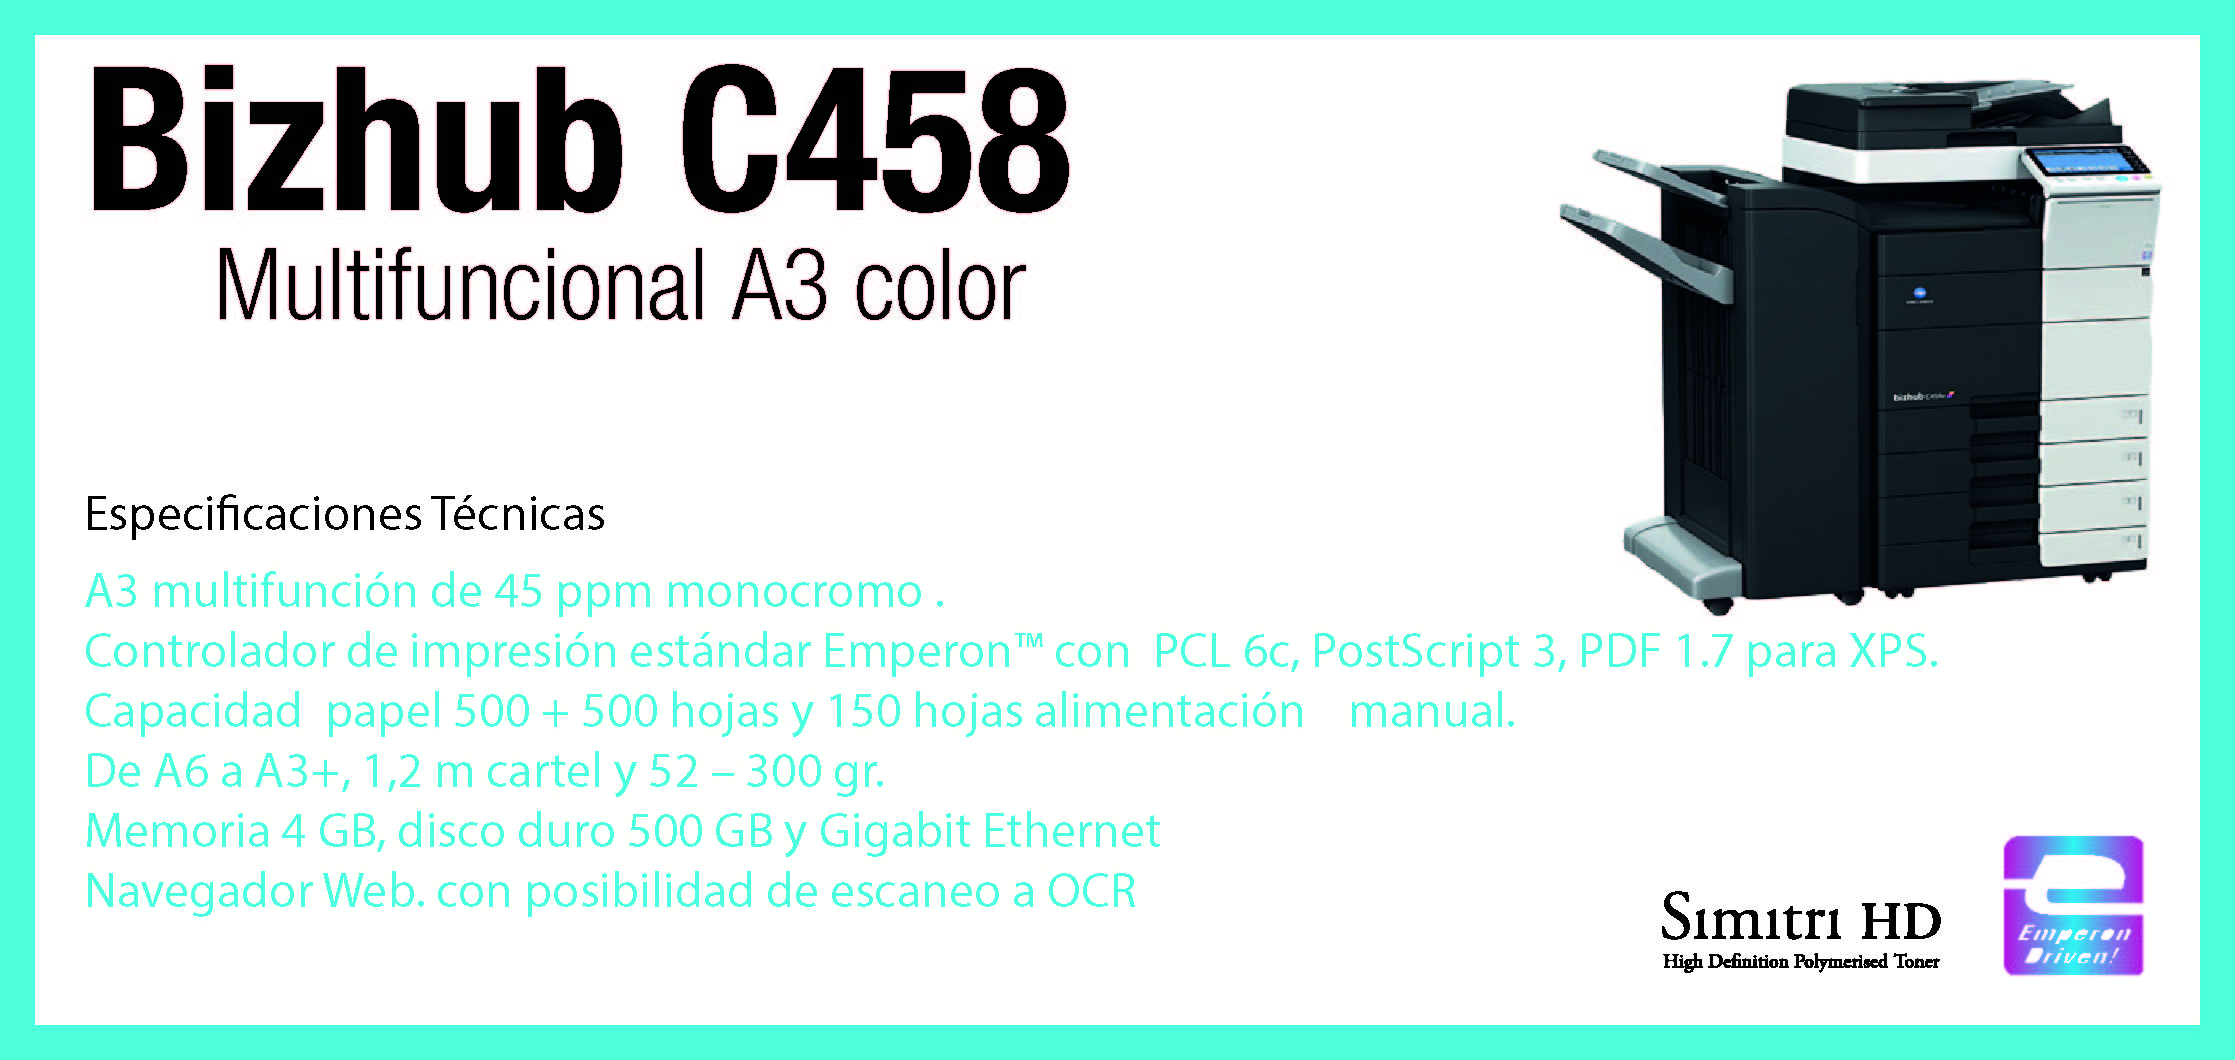 Bizhub C458
Multifuncional A3 color
Especificaciones Técnicas
A3 multifunción de 45 ppm monocromo .
Controlador de impresión estándar Emperon™ con PCL 6c, PostScript 3, PDF 1.7 para XPS.
Capacidad papel 500 + 500 hojas y 150 hojas alimentación manual.
De A6 a A3+, 1,2 m cartel y 52 – 300 gr.
Memoria 4 GB, disco duro 500 GB y Gigabit Ethernet
Navegador Web. con posibilidad de escaneo a OCR
bizhub
Simitri HD
High Definition Polymerised Toner
Emperon
Driven!